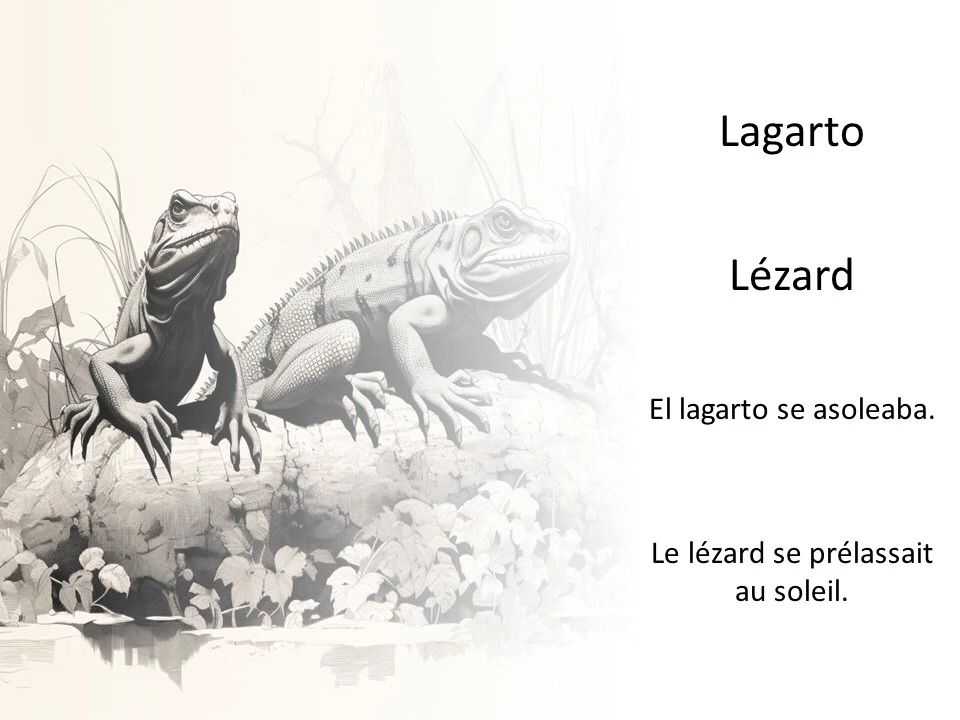 Lagarto
Lézard
El lagarto se asoleaba.
Le lézard se prélassait
au soleil.